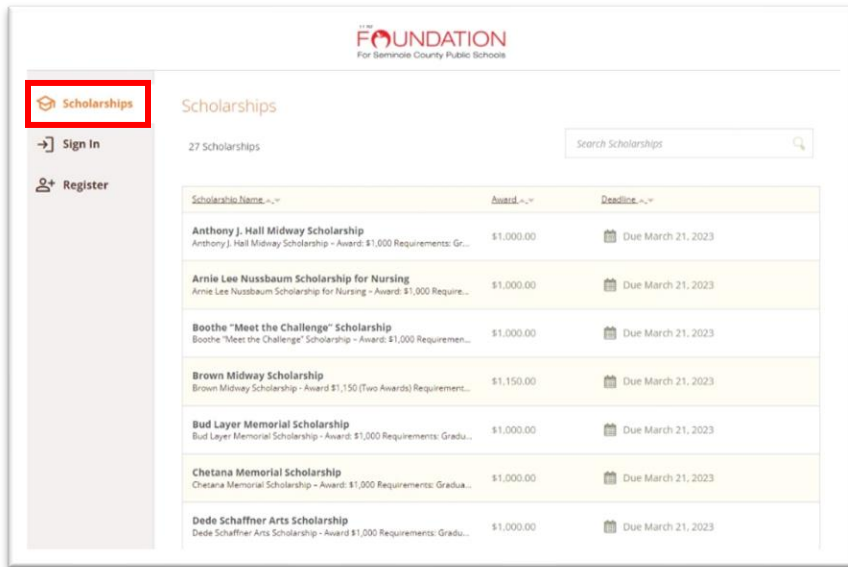 FOUNDATION
For Seminole County Public Schools
Scholarships
Sign In
Register
Scholarships
27 Scholarships
Search Scholarships
Scholarship Name Award Deadline
Anthony J. Hall Midway Scholarship
Anthony J. Hall Midway Scholarship – Award: $1,000 Requirements: Gr...
$1,000.00 Due March 21, 2023
Arnie Lee Nussbaum Scholarship for Nursing
Arnie Lee Nussbaum Scholarship for Nursing – Award: $1,000 Require...
$1,000.00 Due March 21, 2023
Boothe "Meet the Challenge" Scholarship
Boothe "Meet the Challenge" Scholarship – Award: $1,000 Requiremen...
$1,000.00 Due March 21, 2023
Brown Midway Scholarship
Brown Midway Scholarship - Award $1,150 (Two Awards) Requirement...
$1,150.00 Due March 21, 2023
Bud Layer Memorial Scholarship
Bud Layer Memorial Scholarship - Award: $1,000 Requirements: Gradu...
$1,000.00 Due March 21, 2023
Chetana Memorial Scholarship
Chetana Memorial Scholarship – Award: $1,000 Requirements: Gradua...
$1,000.00 Due March 21, 2023
Dede Schaffner Arts Scholarship
Dede Schaffner Arts Scholarship - Award $1,000 Requirements: Gradu...
$1,000.00 Due March 21, 2023